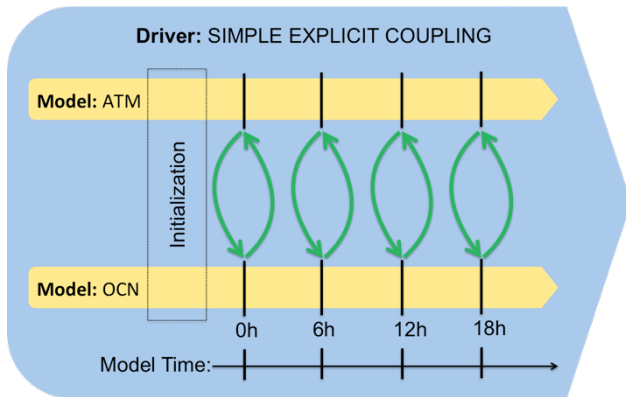 Driver: SIMPLE EXPLICIT COUPLING
Model: ATM
Initialization
Model: OCN
0h 6h 12h 18h
Model Time: